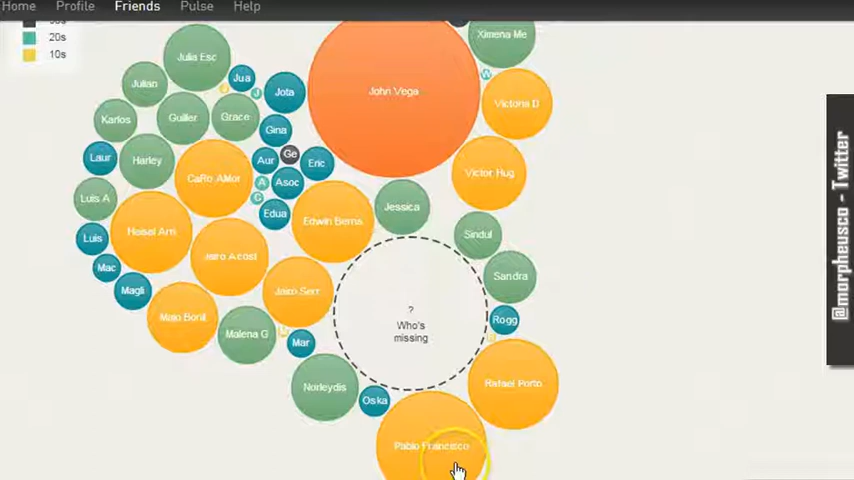 Home Profile Friends Pulse Help
20s
10s
Ximena Me
Julia Esc
Jua
Julian
J
Jota
John Vega
W
Victoria D
Karlos
Guiller
Grace
Gina
Laur
Harley
Aur
Ge
Eric
CaRo AMor
A
Asoc
Victor Hug
Luis A
G
Edua
Edwin Berna
Jessica
Luis
Heisel Arri
Sindul
Jairo Acost
Mac
Magli
Jairo Serr
Sandra
Maio Bonil
Malena G
Mar
?
Who's
missing
Rogg
Norleydis
Oska
Rafael Porto
Pablo Francisco
@morpheusco - Twitter